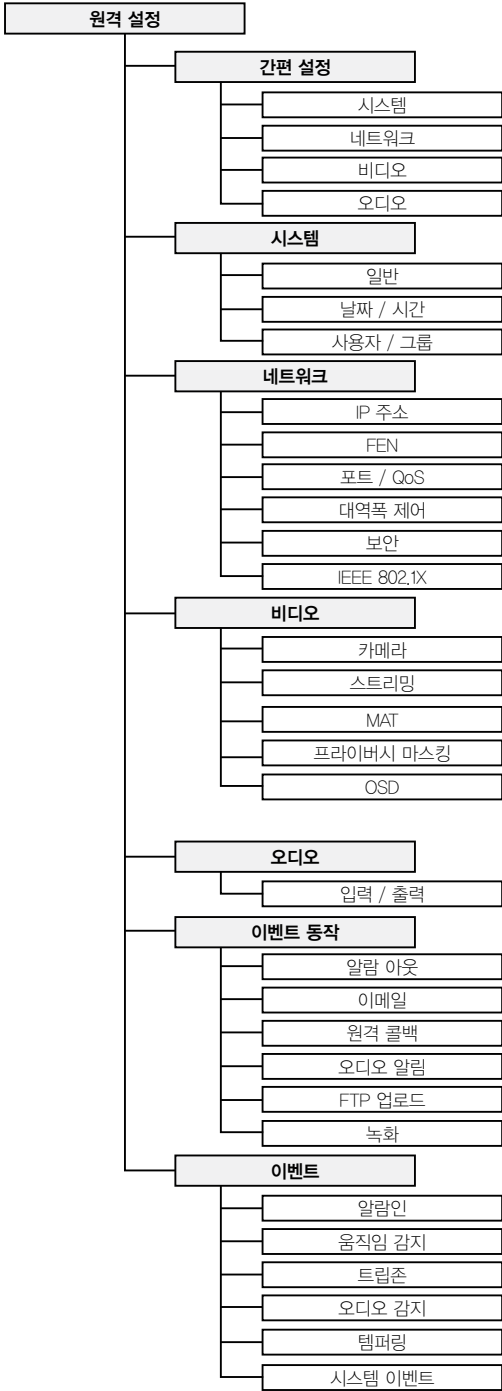 원격 설정
간편 설정
시스템
네트워크
비디오
오디오
시스템
일반
날짜 / 시간
사용자 / 그룹
네트워크
IP 주소
FEN
포트 / QoS
대역폭 제어
보안
IEEE 802.1X
비디오
카메라
스트리밍
MAT
프라이버시 마스킹
OSD
오디오
입력 / 출력
이벤트 동작
알람 아웃
이메일
원격 콜백
오디오 알림
FTP 업로드
녹화
이벤트
알람인
움직임 감지
트립존
오디오 감지
템퍼링
시스템 이벤트